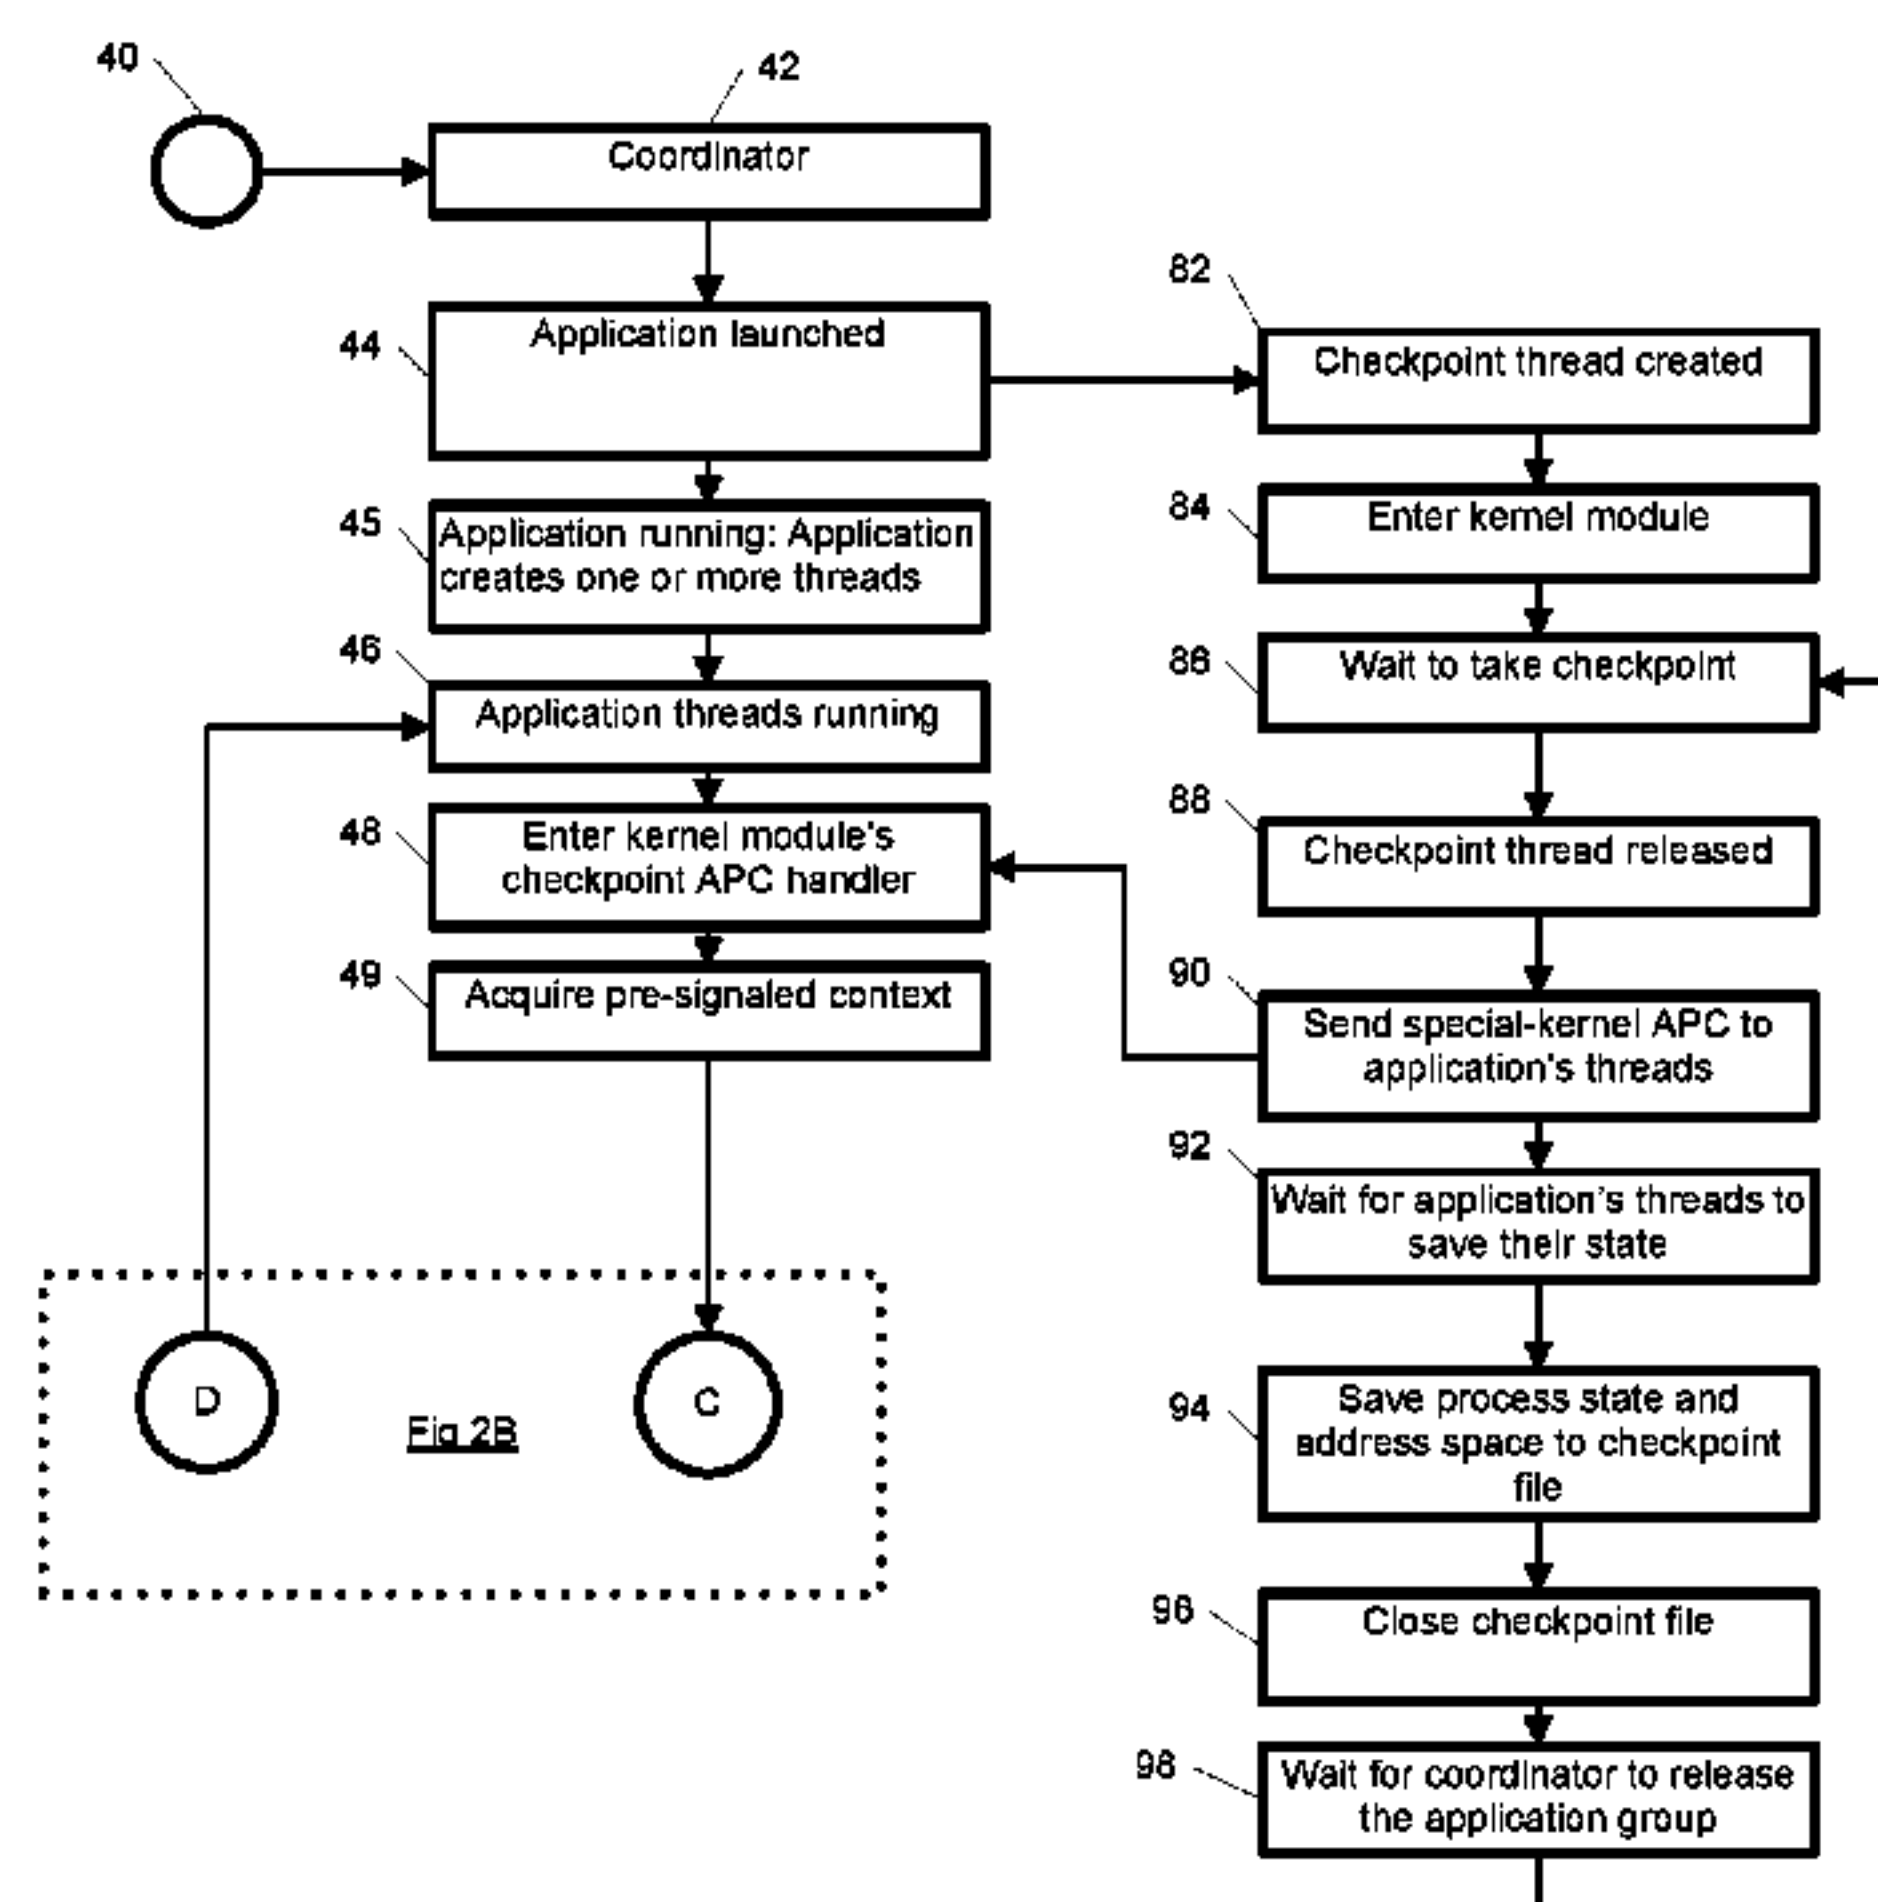 40
42
Coordinator
44
Application launched
45
Application running: Application
creates one or more threads
46
Application threads running
48
Enter kernel module's
checkpoint APC handler
49
Acquire pre-signaled context
D
Fig 2B
C
82
Checkpoint thread created
84
Enter kernel module
86
Wait to take checkpoint
88
Checkpoint thread released
90
Send special-kernel APC to
application's threads
92
Wait for application's threads to
save their state
94
Save process state and
address space to checkpoint
file
96
Close checkpoint file
98
Wait for coordinator to release
the application group